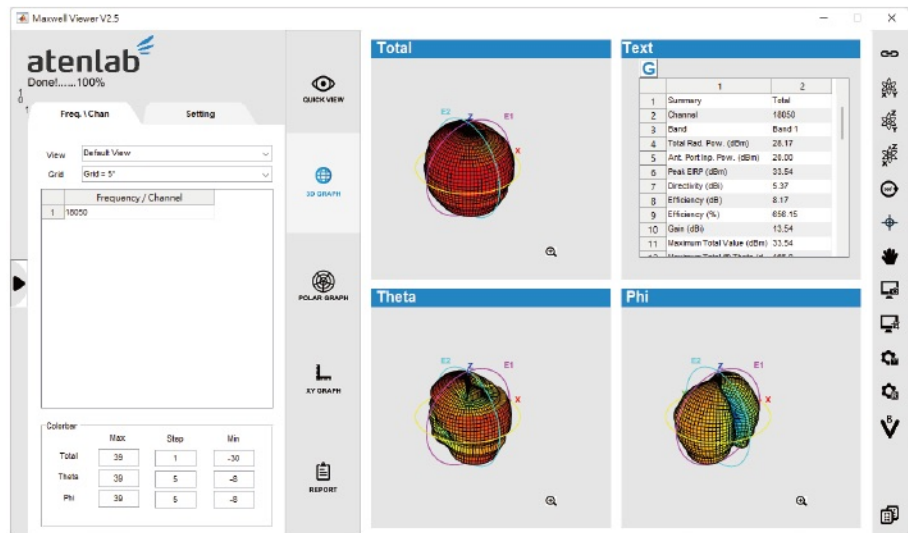 Maxwell Viewer V2.5
atenlab
Done!......100%
Freq. \ Chan
Setting
View
Default View
Grid
Grid = 5°
Frequency / Channel
1 18050
Colorbar
Max Step Min
Total 39 1 -30
Theta 39 5 -8
Phi 39 5 -8
QUICK VIEW
3D GRAPH
POLAR GRAPH
XY GRAPH
REPORT
Total
E2 Z E1
X
Text
G
1 2
1 Summary Total
2 Channel 18050
3 Band Band 1
4 Total Rad. Pow. (dBm) 28.17
5 Ant. Port Inp. Pow. (dBm) 20.00
6 Peak EIRP (dBm) 33.54
7 Directivity (dBi) 5.37
8 Efficiency (dB) 8.17
9 Efficiency (%) 656.15
10 Gain (dBi) 13.54
11 Maximum Total Value (dBm) 33.54
Theta
E2 Z E1
X
Phi
E2 Z E1
X